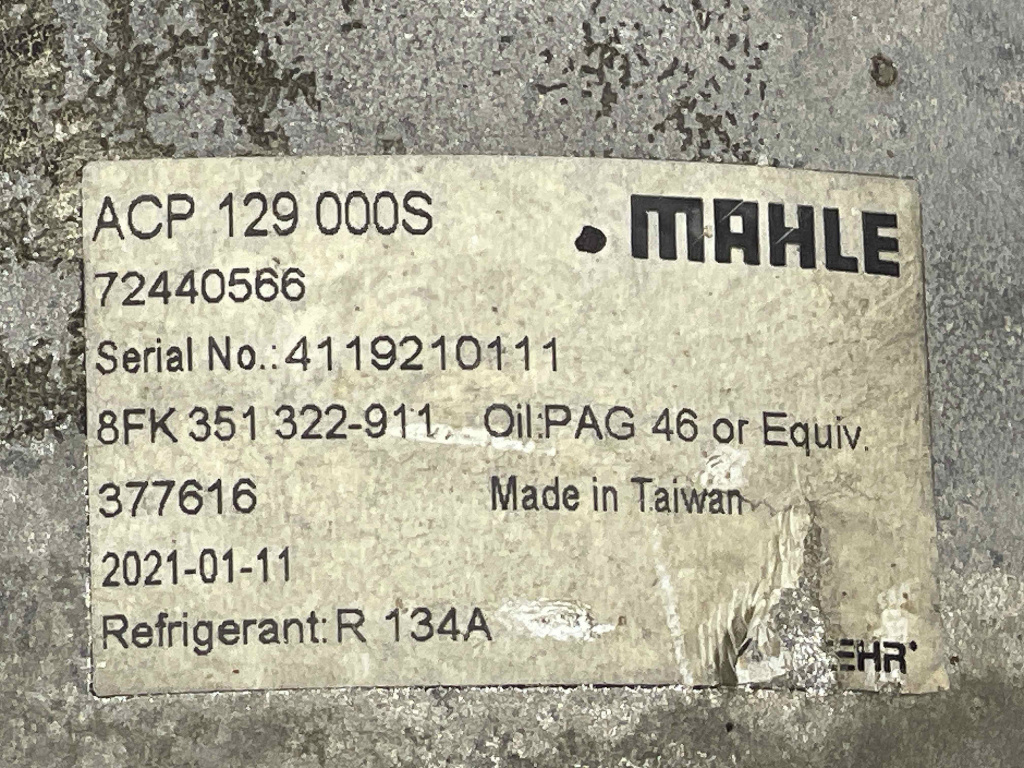 ACP 129 000S
MAHLE
72440566
Serial No.:4119210111
8FK 351 322-911 Oil:PAG 46 or Equiv.
377616 Made in Taiwan
2021-01-11
Refrigerant: R 134A